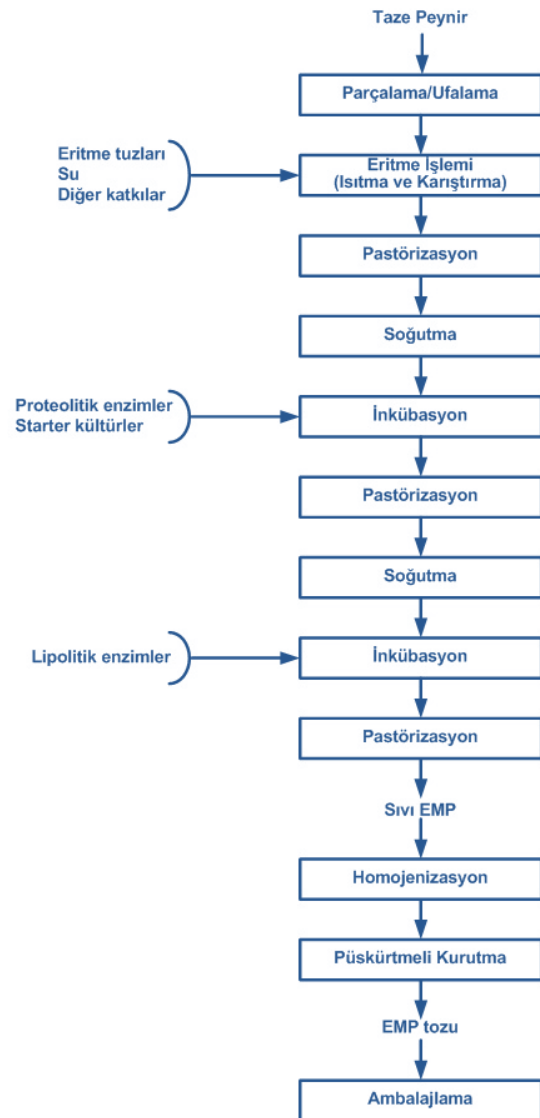 Taze Peynir
Parçalama/Ufalama
Eritme tuzları
Su
Diğer katkılar
Eritme İşlemi
(Isıtma ve Karıştırma)
Pastörizasyon
Soğutma
Proteolitik enzimler
Starter kültürler
İnkübasyon
Pastörizasyon
Soğutma
Lipolitik enzimler
İnkübasyon
Pastörizasyon
Sıvı EMP
Homojenizasyon
Püskürtmeli Kurutma
EMP tozu
Ambalajlama